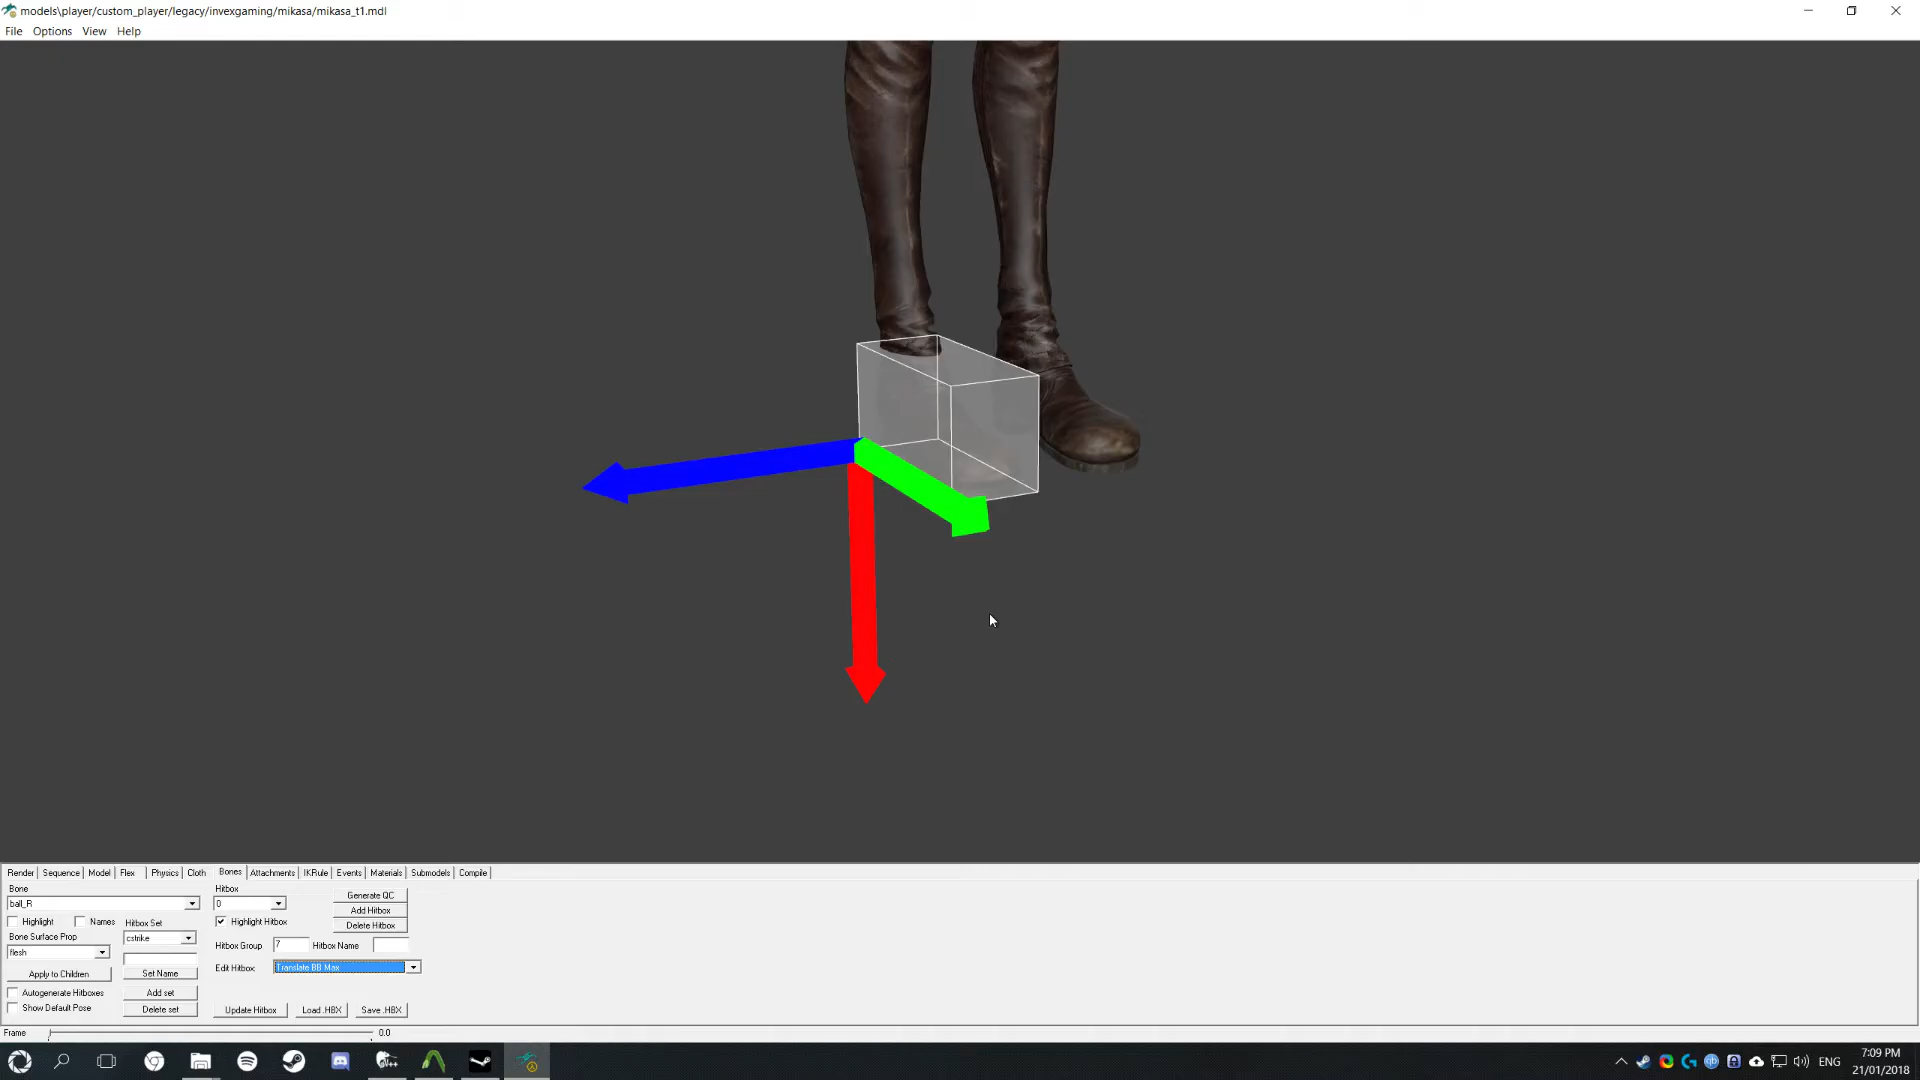 models\player/custom_player/legacy/invexgaming/mikasa/mikasa_t1.mdl
File Options View Help
Render Sequence Model Flex Physics Cloth Bones Attachments IKRule Events Materials Submodels Compile
Bone
ball_R
Highlight Names
Bone Surface Prop
flesh
Apply to Children
Autogenerate Hitboxes
Show Default Pose
Hitbox Set
cstrike
Set Name
Add set
Delete set
Hitbox
0
Highlight Hitbox
Hitbox Group 7 Hitbox Name
Edit Hitbox: Translate BB Max
Generate QC
Add Hitbox
Delete Hitbox
Update Hitbox Load .HBX Save .HBX
Frame 0.0
ENG
7:09 PM
21/01/2018